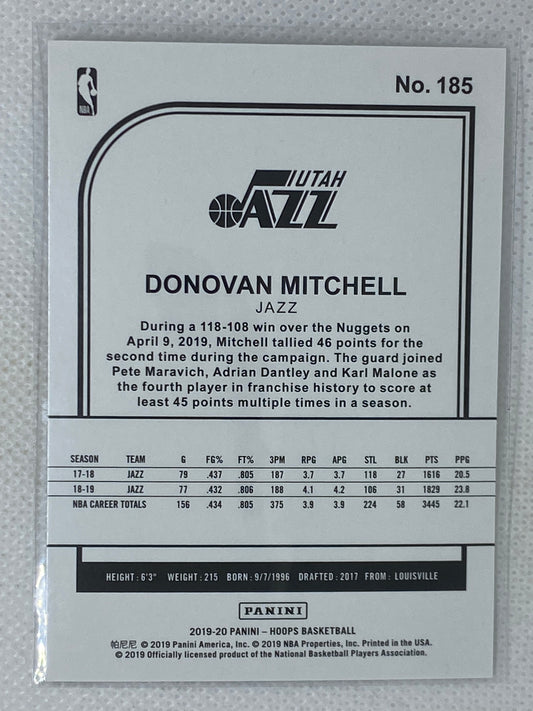 No. 185
NBA
UTAH
JAZZ
DONOVAN MITCHELL
JAZZ
During a 118-108 win over the Nuggets on
April 9, 2019, Mitchell tallied 46 points for the
second time during the campaign. The guard joined
Pete Maravich, Adrian Dantley and Karl Malone as
the fourth player in franchise history to score at
least 45 points multiple times in a season.
SEASON TEAM G FG% FT% 3PM RPG APG STL BLK PTS PPG
17-18 JAZZ 79 .437 .805 187 3.7 3.7 118 27 1616 20.5
18-19 JAZZ 77 .432 .806 188 4.1 4.2 106 31 1829 23.8
NBA CAREER TOTALS 156 .434 .805 375 3.9 3.9 224 58 3445 22.1
HEIGHT: 6'3" WEIGHT: 215 BORN: 9/7/1996 DRAFTED: 2017 FROM: LOUISVILLE
PANINI
2019-20 PANINI – HOOPS BASKETBALL
帕尼尼 © 2019 Panini America, Inc. © 2019 NBA Properties, Inc. Printed in the USA.
© 2019 Officially licensed product of the National Basketball Players Association.